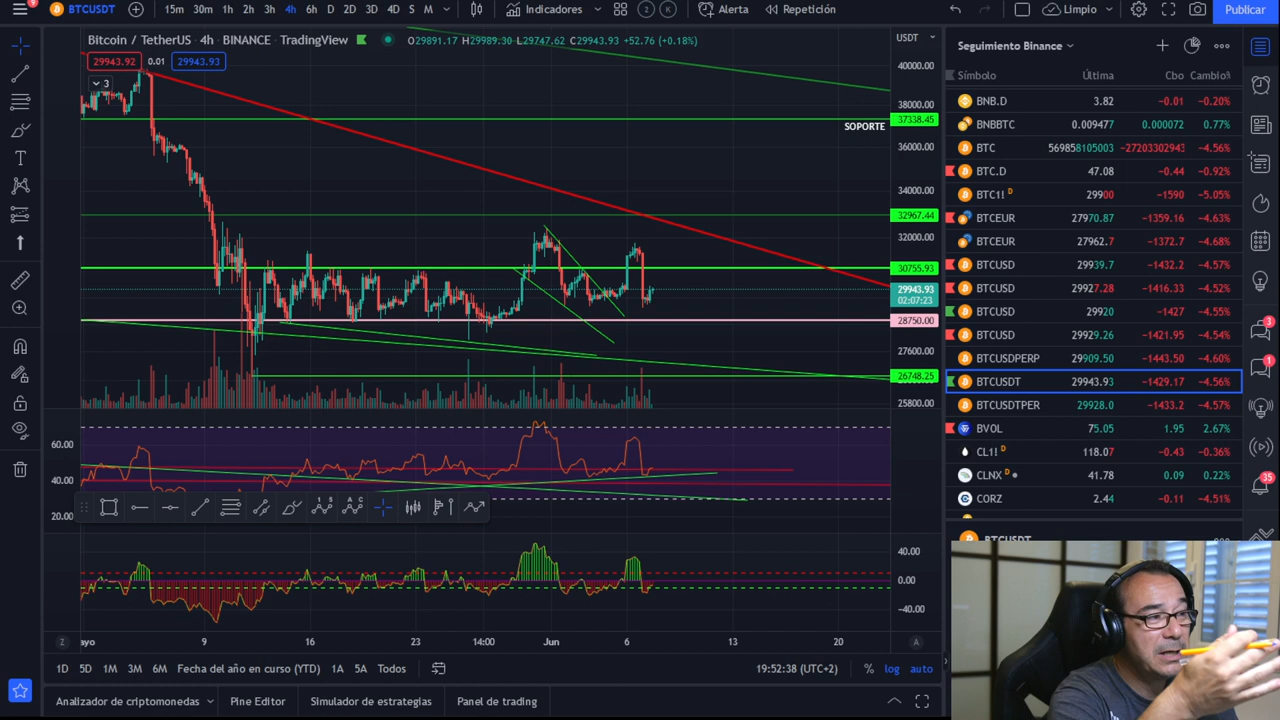 9
BTCUSDT
15m 30m 1h 2h 3h 4h 6h D 2D 3D 4D S M
Indicadores
2 K
Alerta
Repetición
Limpio
Publicar
Bitcoin / TetherUS · 4h · BINANCE · TradingView
O29891.17 H29989.30 L29747.62 C29943.93 +52.76 (+0.18%)
USDT
29943.92 0.01 29943.93
3
40000.00
38000.00
SOPORTE 37338.45
36000.00
34000.00
32967.44
32000.00
30755.93
29943.93
02:07:23
28750.00
27600.00
26748.25
25800.00
60.00
40.00
20.00
40.00
0.00
−40.00
Z ayo 9 16 23 14:00 Jun 6 13 20 A
1D 5D 1M 3M 6M Fecha del año en curso (YTD) 1A 5A Todos
19:52:38 (UTC+2) % log auto
Analizador de criptomonedas Pine Editor Simulador de estrategias Panel de trading
Seguimiento Binance
Símbolo Última Cbo Cambio%
BNB.D 3.82 −0.01 −0.20%
BNBBTC 0.009477 0.000072 0.77%
BTC 569858105003 −27203302943 −4.56%
BTC.D 47.08 −0.44 −0.92%
BTC1! D 29900 −1590 −5.05%
BTCEUR 27970.87 −1359.16 −4.63%
BTCEUR 27962.7 −1372.7 −4.68%
BTCUSD 29939.7 −1432.2 −4.57%
BTCUSD 29927.28 −1416.33 −4.52%
BTCUSD 29920 −1427 −4.55%
BTCUSD 29929.26 −1421.95 −4.54%
BTCUSDPERP 29909.50 −1443.50 −4.60%
BTCUSDT 29943.93 −1429.17 −4.56%
BTCUSDTPER 29928.0 −1433.2 −4.57%
BVOL 75.05 1.95 2.67%
CL1! D 118.07 −0.43 −0.36%
CLNX D 41.78 0.09 0.22%
CORZ 2.44 −0.11 −4.51%
BTCUSDT
3
1
35